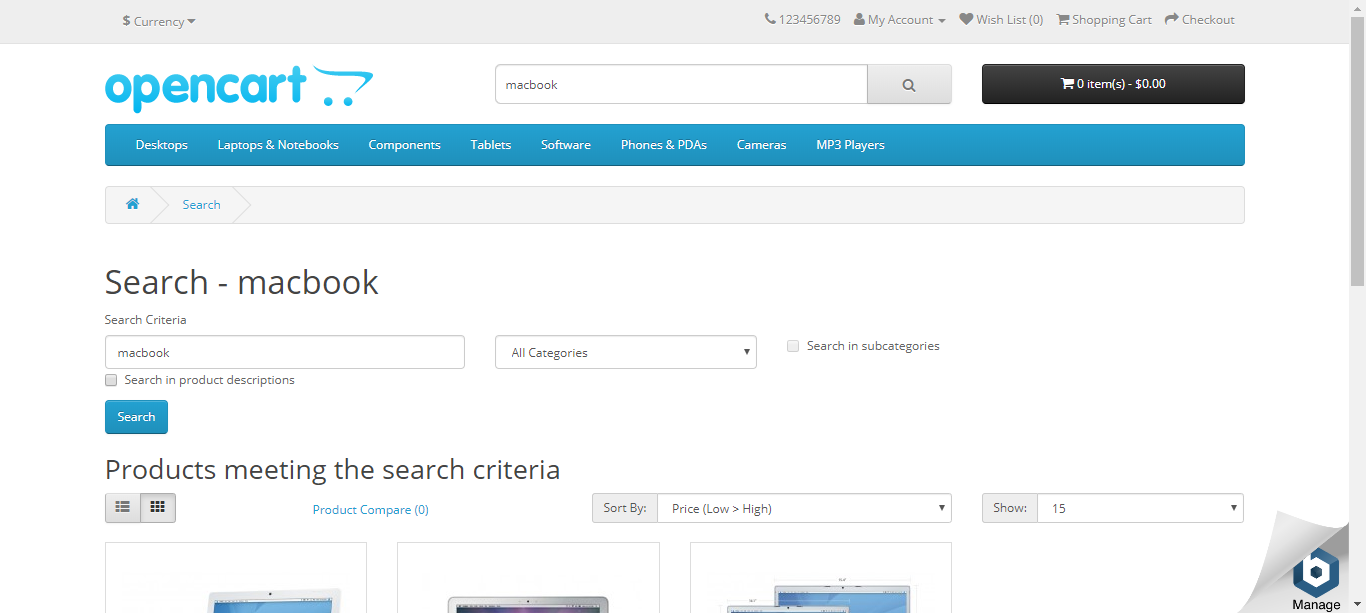 $ Currency 123456789 My Account Wish List (0) Shopping Cart Checkout
opencart macbook 0 item(s) - $0.00
Desktops Laptops & Notebooks Components Tablets Software Phones & PDAs Cameras MP3 Players
Search
Search - macbook
Search Criteria
macbook All Categories Search in subcategories
Search in product descriptions
Search
Products meeting the search criteria
Product Compare (0) Sort By: Price (Low > High) Show: 15
Manage